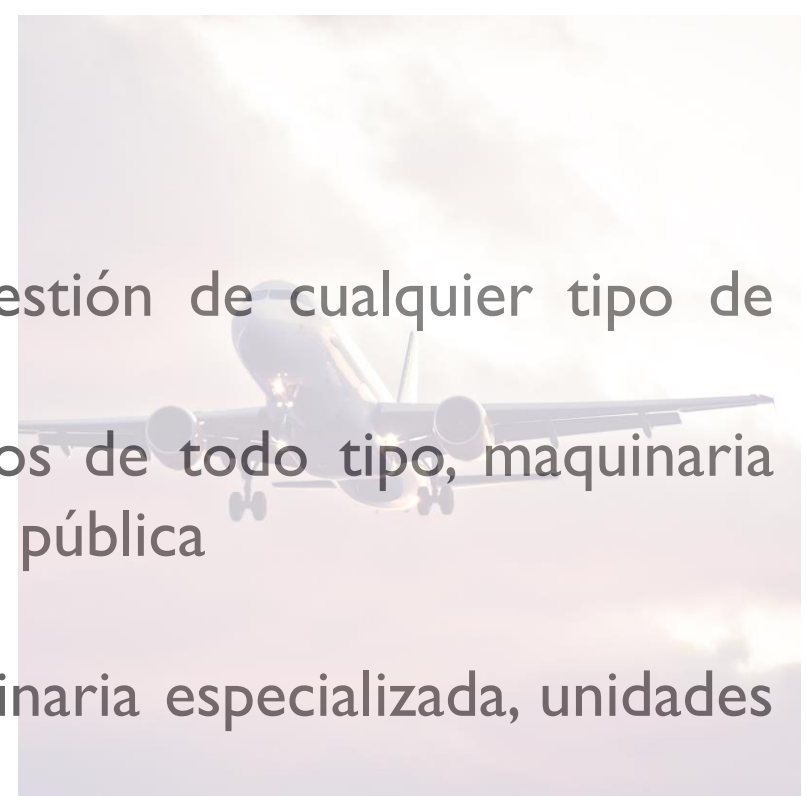 estión de cualquier tipo de
os de todo tipo, maquinaria
pública
inaria especializada, unidades